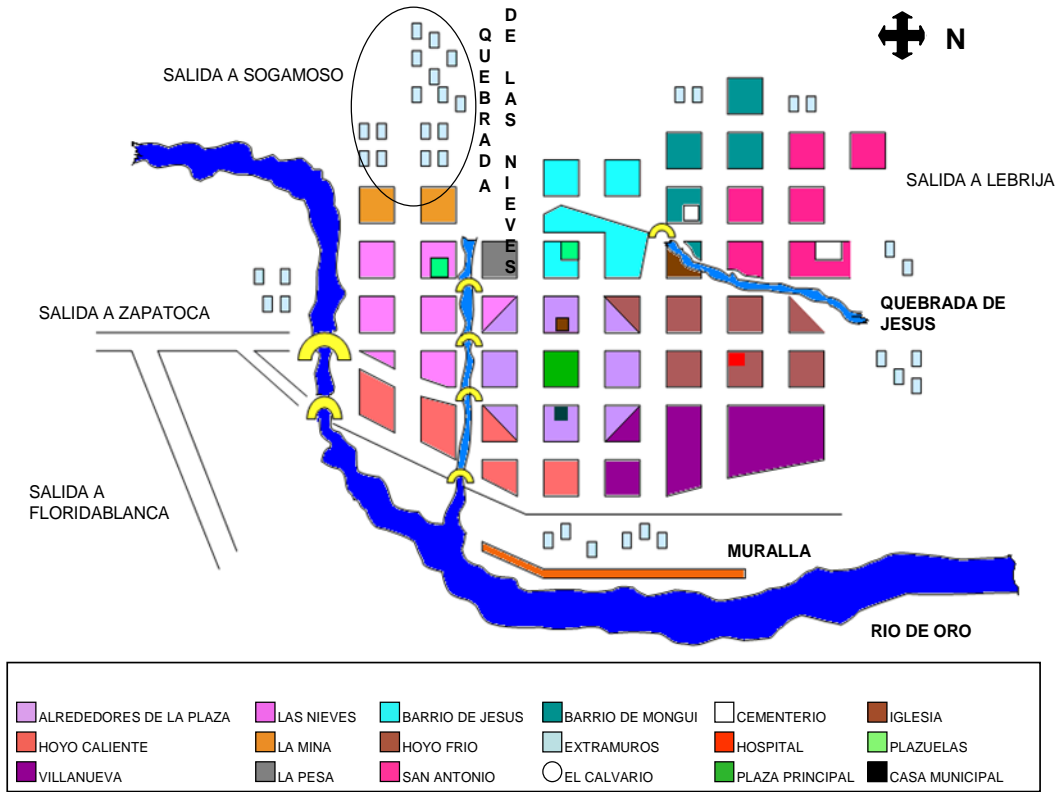 N
SALIDA A SOGAMOSO
QUEBRADA
DE LAS NIEVES
SALIDA A LEBRIJA
SALIDA A ZAPATOCA
QUEBRADA DE
JESUS
SALIDA A
FLORIDABLANCA
MURALLA
RIO DE ORO
ALREDEDORES DE LA PLAZA
LAS NIEVES
BARRIO DE JESUS
BARRIO DE MONGUI
CEMENTERIO
IGLESIA
HOYO CALIENTE
LA MINA
HOYO FRIO
EXTRAMUROS
HOSPITAL
PLAZUELAS
VILLANUEVA
LA PESA
SAN ANTONIO
EL CALVARIO
PLAZA PRINCIPAL
CASA MUNICIPAL